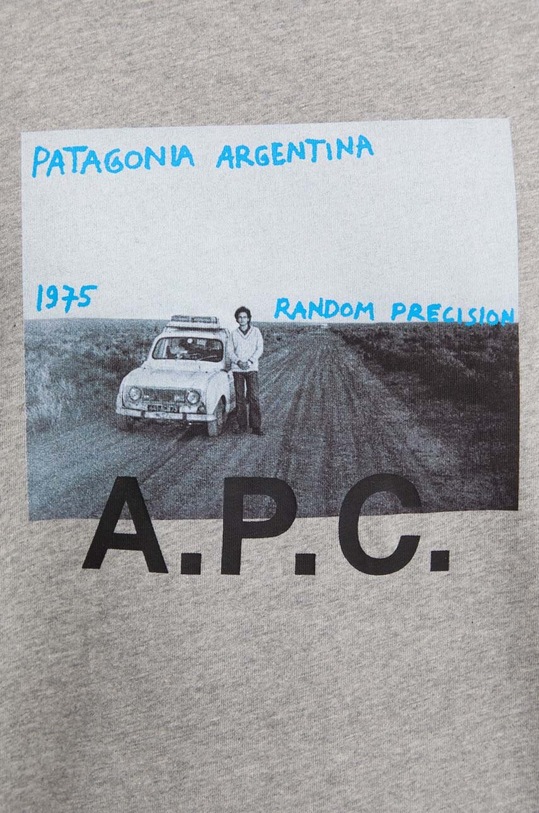 PATAGONIA ARGENTINA
1975
RANDOM PRECISION
A.P.C.